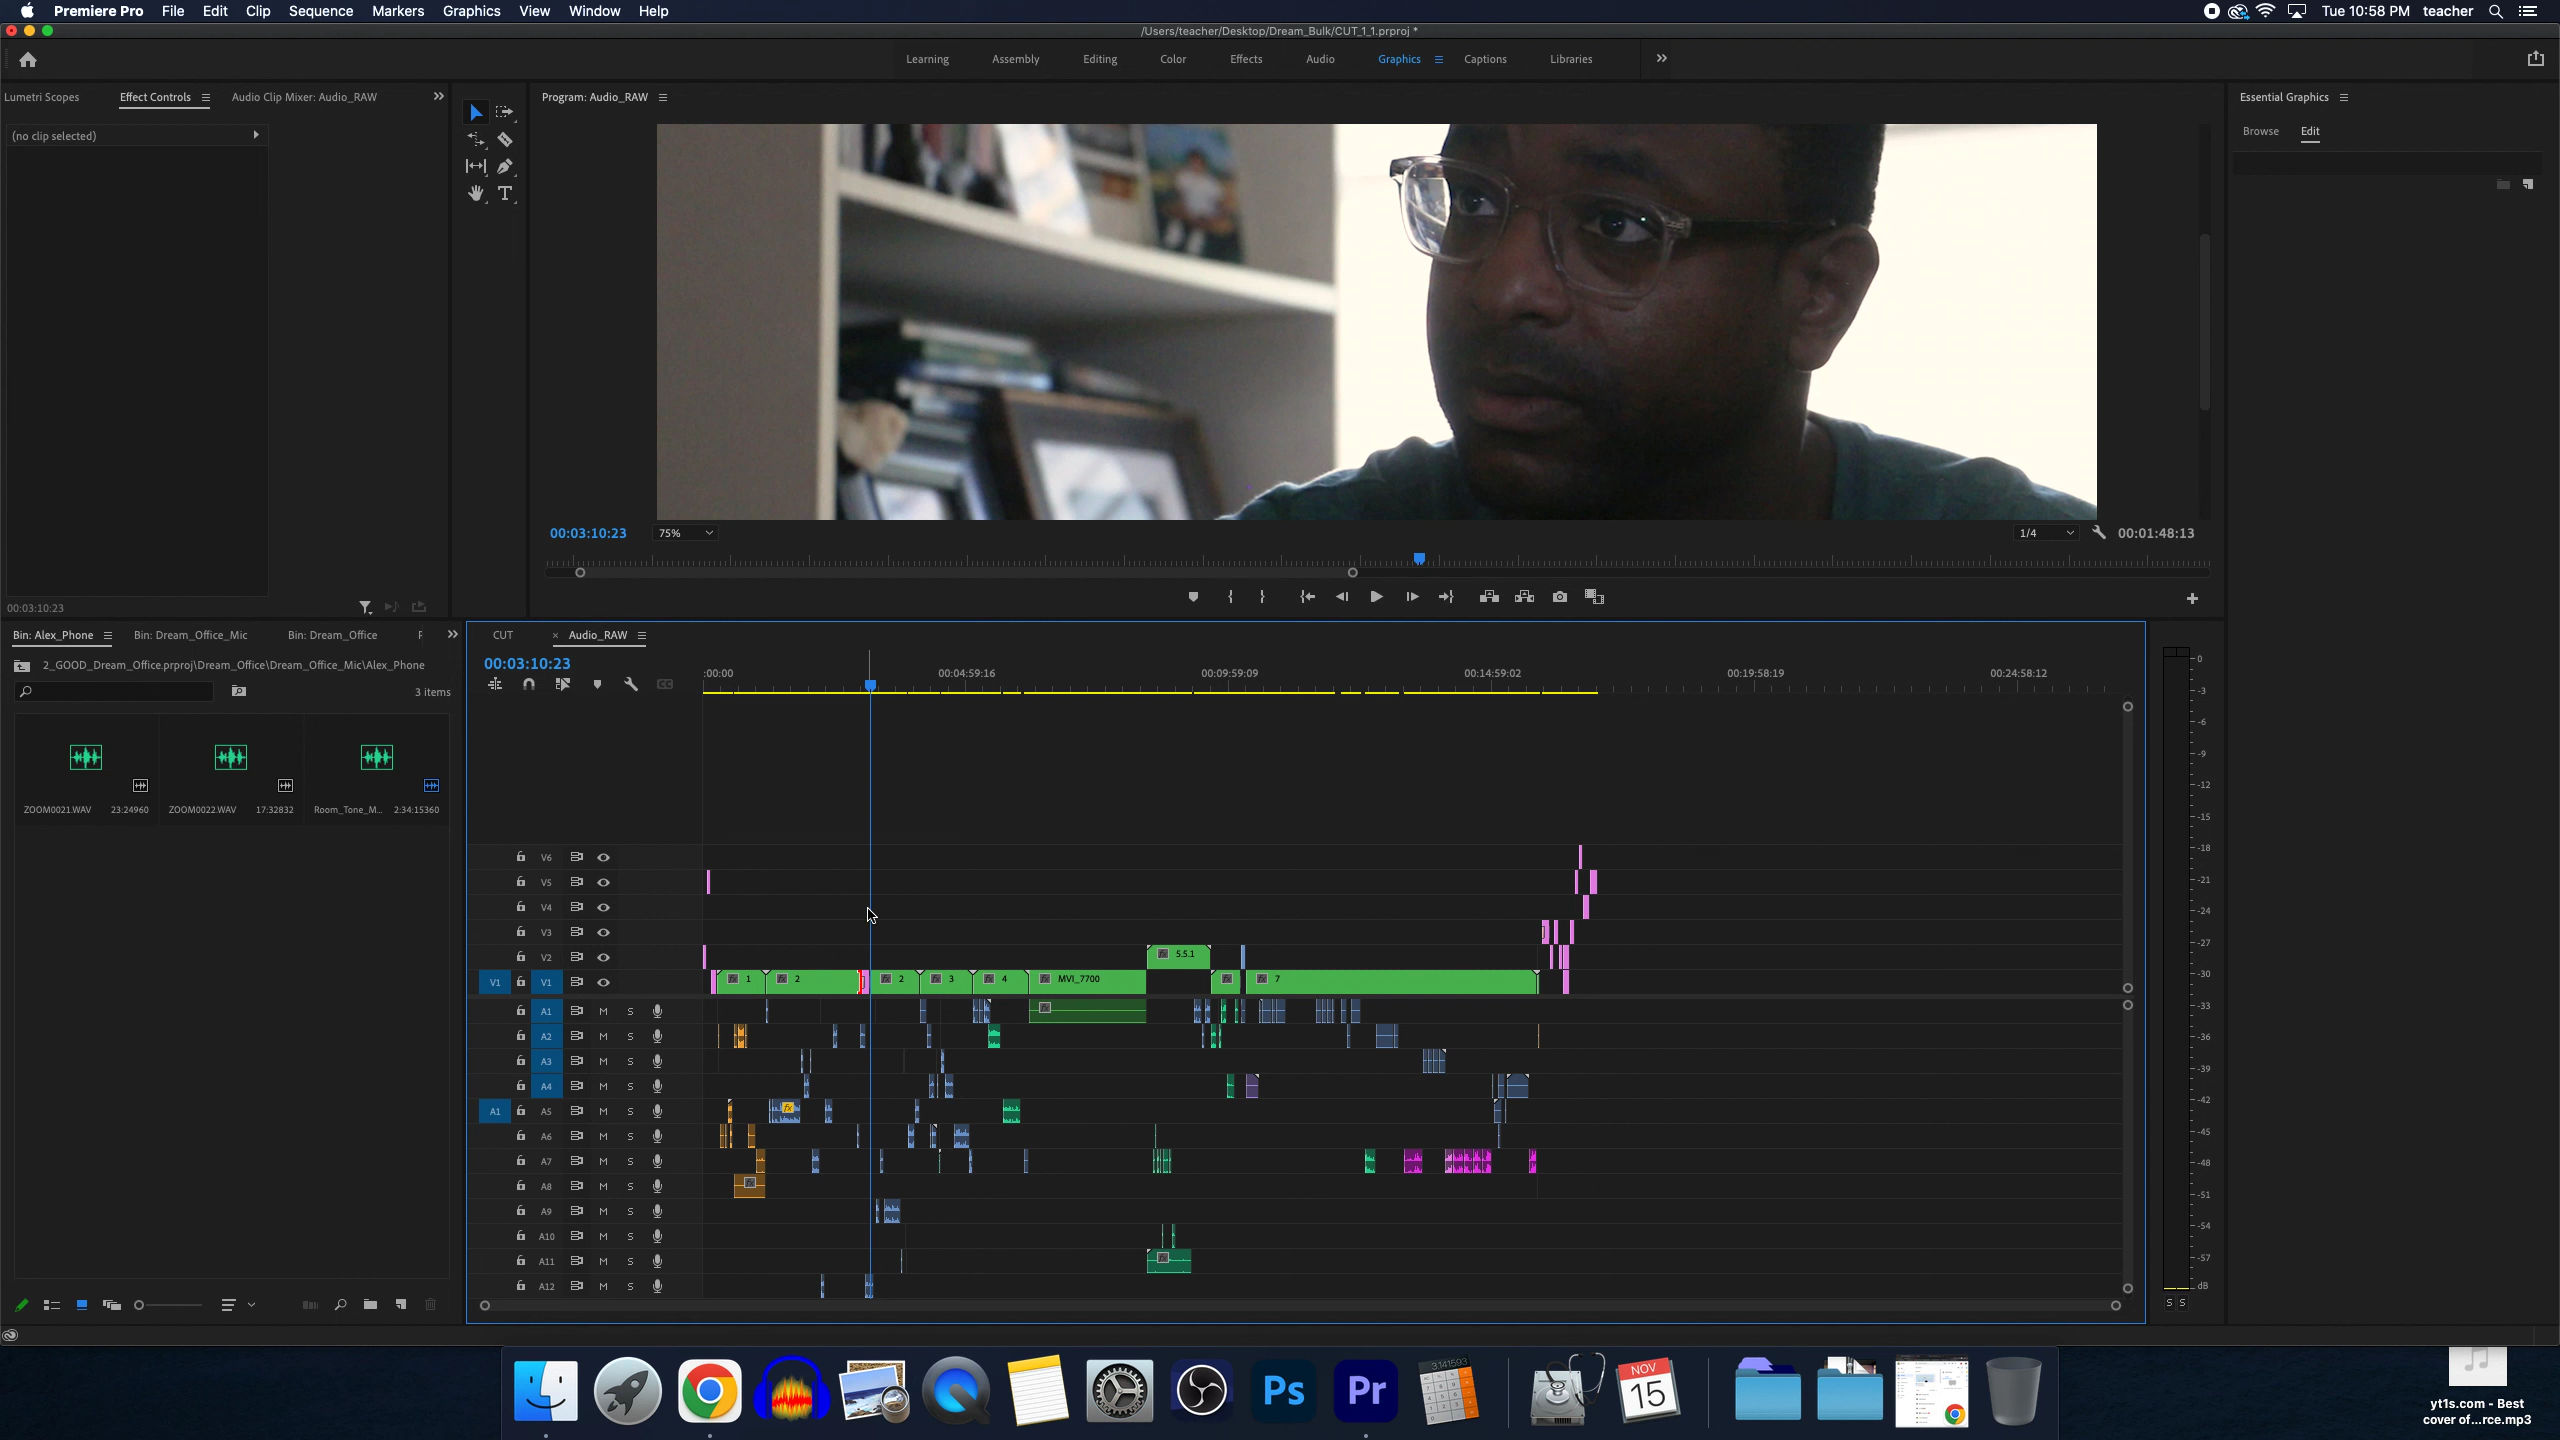 Premiere Pro File Edit Clip Sequence Markers Graphics View Window Help Tue 10:58 PM teacher
/Users/teacher/Desktop/Dream_Bulk/CUT_1_1.prproj *
Learning Assembly Editing Color Effects Audio Graphics Captions Libraries
Lumetri Scopes Effect Controls Audio Clip Mixer: Audio_RAW
(no clip selected)
00:03:10:23
Program: Audio_RAW
00:03:10:23 75% 1/4 00:01:48:13
Essential Graphics
Browse Edit
Bin: Alex_Phone Bin: Dream_Office_Mic Bin: Dream_Office
2_GOOD_Dream_Office.prproj\Dream_Office\Dream_Office_Mic\Alex_Phone
3 items
ZOOM0021.WAV 23:24960 ZOOM0022.WAV 17:32832 Room_Tone_M... 2:34:15360
CUT × Audio_RAW
00:03:10:23
:00:00 00:04:59:16 00:09:59:09 00:14:59:02 00:19:58:19 00:24:58:12
V6
V5
V4
V3
V2 5.5.1
V1 V1 1 2 2 3 4 MVI_7700 7
A1 M S
A2 M S
A3 M S
A4 M S
A1 A5 M S fx
A6 M S
A7 M S
A8 M S
A9 M S
A10 M S
A11 M S
A12 M S
0
-3
-6
-9
-12
-15
-18
-21
-24
-27
-30
-33
-36
-39
-42
-45
-48
-51
-54
-57
dB
S S
Ps Pr 3.141593 NOV
15
yt1s.com - Best
cover of...rce.mp3